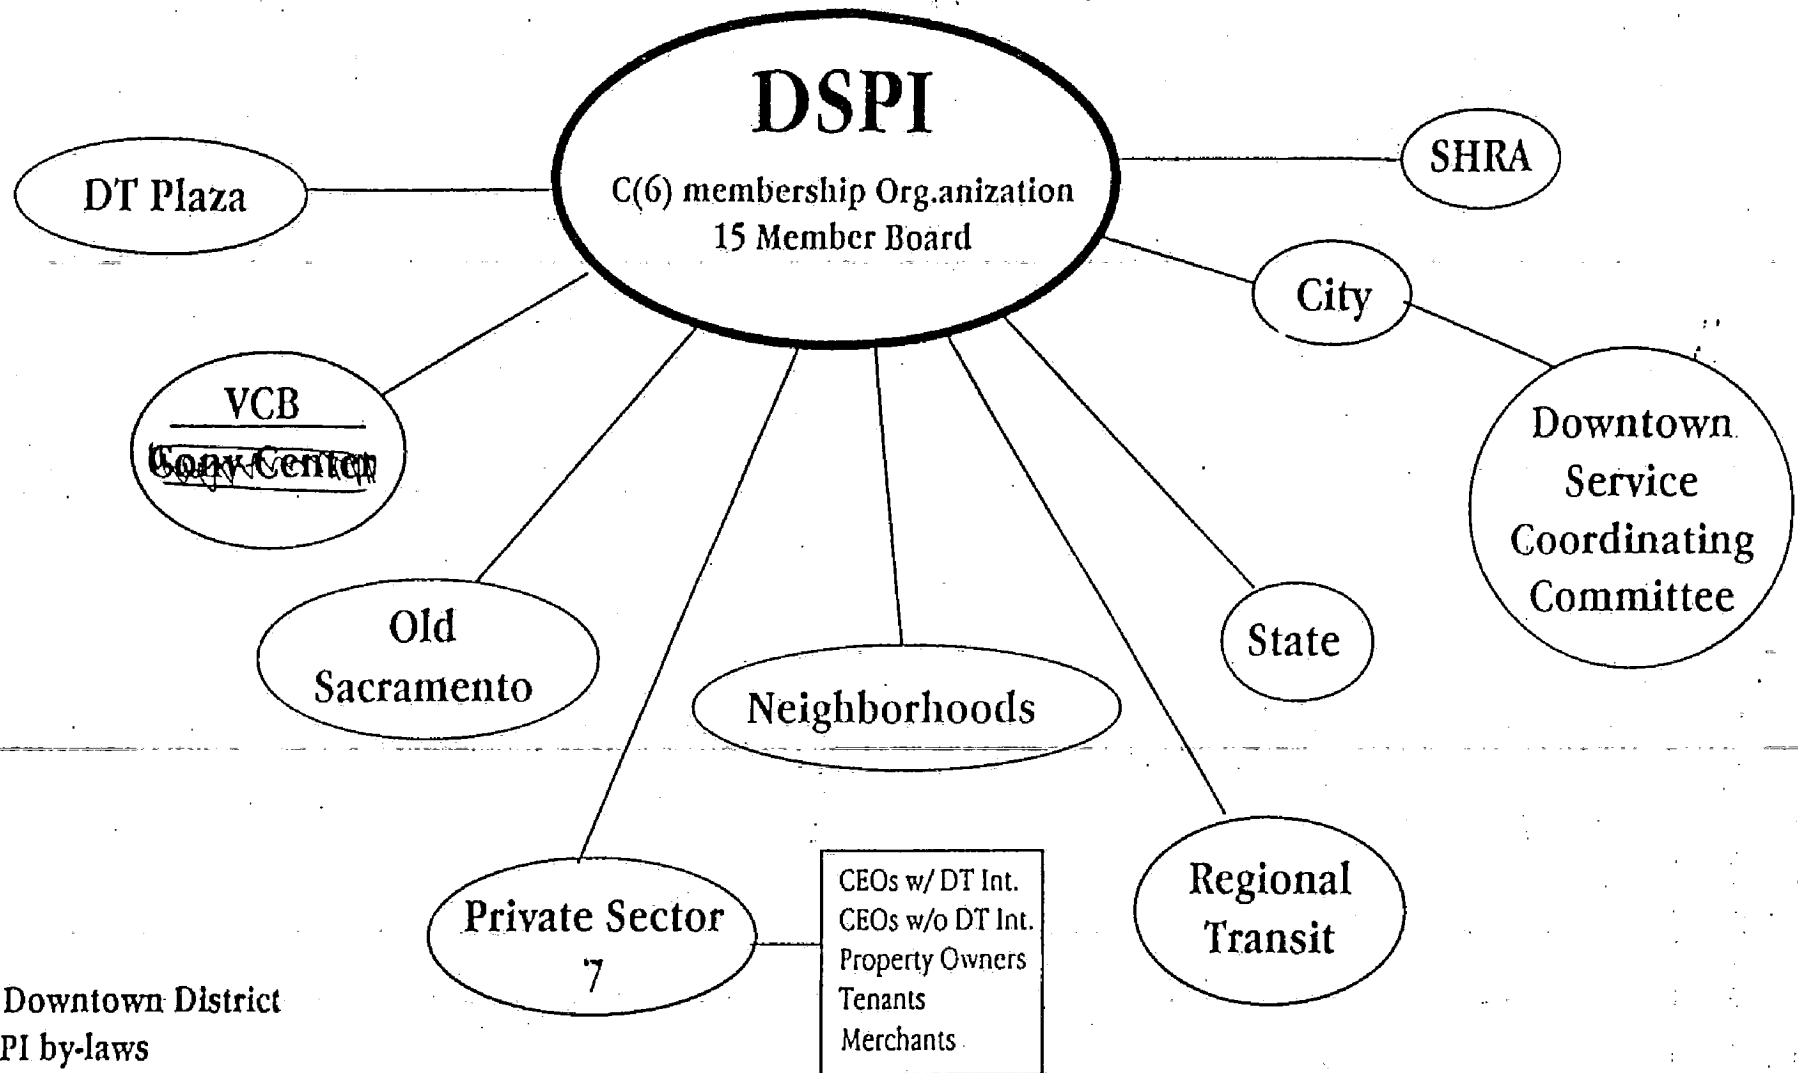 DSPI
C(6) membership Org.anization
15 Member Board
DT Plaza
SHRA
City
VCB
Downtown
Service
Coordinating
Committee
Old
Sacramento
Neighborhoods
State
Private Sector
7
CEOs w/ DT Int.
CEOs w/o DT Int.
Property Owners
Tenants
Merchants
Regional
Transit
Downtown District
PI by-laws